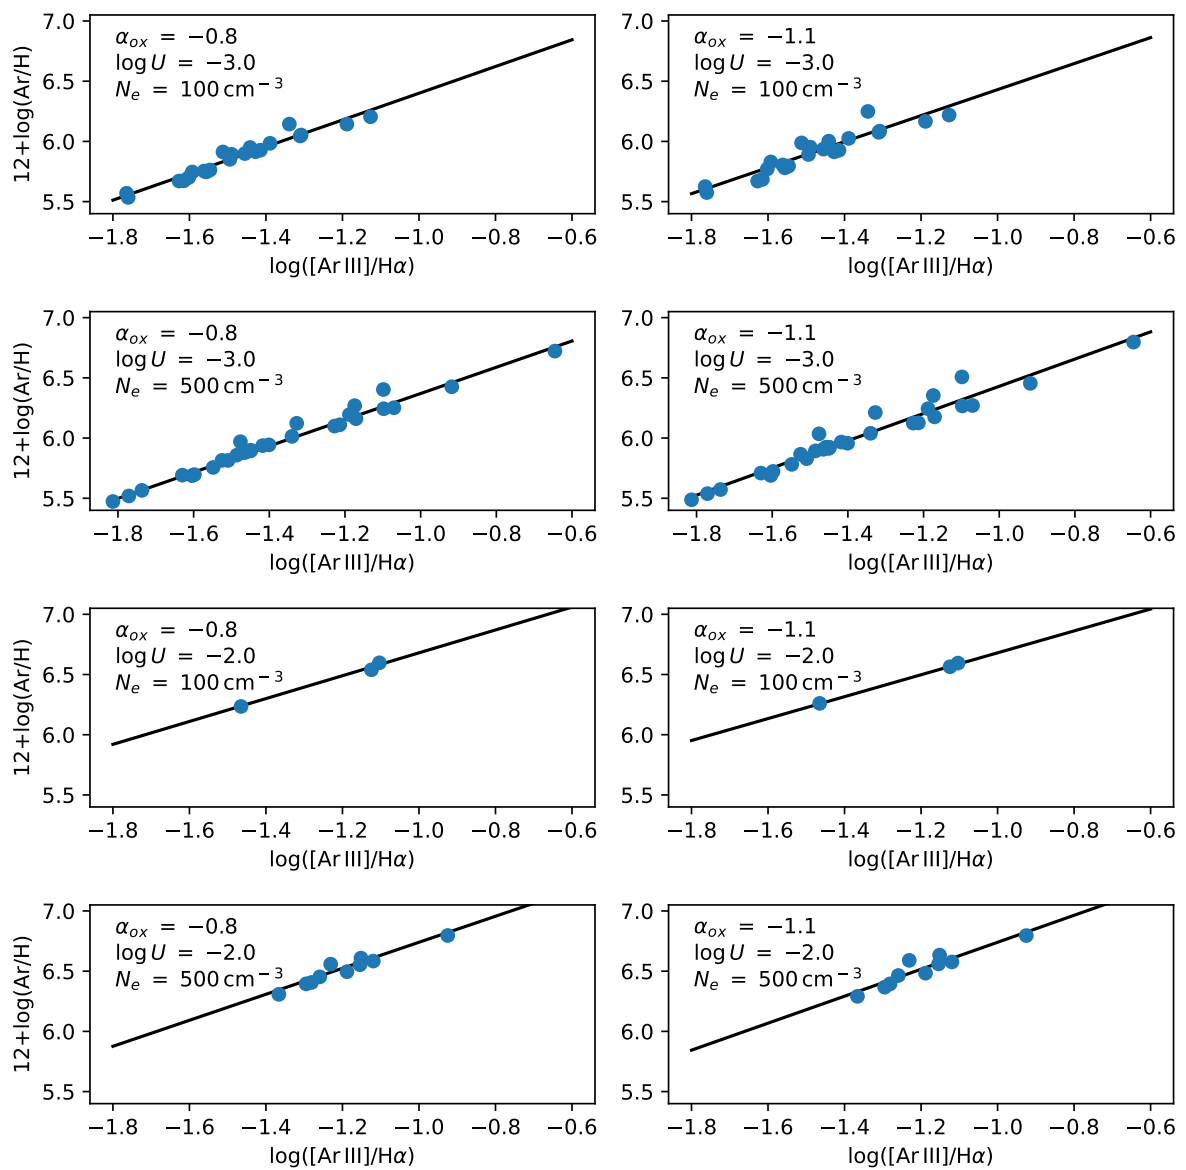 7.0
6.5
6.0
5.5
12+log(Ar/H)
α_ox = −0.8
log U = −3.0
N_e = 100 cm⁻³
−1.8 −1.6 −1.4 −1.2 −1.0 −0.8 −0.6
log([Ar III]/Hα)
7.0
6.5
6.0
5.5
α_ox = −1.1
log U = −3.0
N_e = 100 cm⁻³
−1.8 −1.6 −1.4 −1.2 −1.0 −0.8 −0.6
log([Ar III]/Hα)
7.0
6.5
6.0
5.5
12+log(Ar/H)
α_ox = −0.8
log U = −3.0
N_e = 500 cm⁻³
−1.8 −1.6 −1.4 −1.2 −1.0 −0.8 −0.6
log([Ar III]/Hα)
7.0
6.5
6.0
5.5
α_ox = −1.1
log U = −3.0
N_e = 500 cm⁻³
−1.8 −1.6 −1.4 −1.2 −1.0 −0.8 −0.6
log([Ar III]/Hα)
7.0
6.5
6.0
5.5
12+log(Ar/H)
α_ox = −0.8
log U = −2.0
N_e = 100 cm⁻³
−1.8 −1.6 −1.4 −1.2 −1.0 −0.8 −0.6
log([Ar III]/Hα)
7.0
6.5
6.0
5.5
α_ox = −1.1
log U = −2.0
N_e = 100 cm⁻³
−1.8 −1.6 −1.4 −1.2 −1.0 −0.8 −0.6
log([Ar III]/Hα)
7.0
6.5
6.0
5.5
12+log(Ar/H)
α_ox = −0.8
log U = −2.0
N_e = 500 cm⁻³
−1.8 −1.6 −1.4 −1.2 −1.0 −0.8 −0.6
log([Ar III]/Hα)
7.0
6.5
6.0
5.5
α_ox = −1.1
log U = −2.0
N_e = 500 cm⁻³
−1.8 −1.6 −1.4 −1.2 −1.0 −0.8 −0.6
log([Ar III]/Hα)